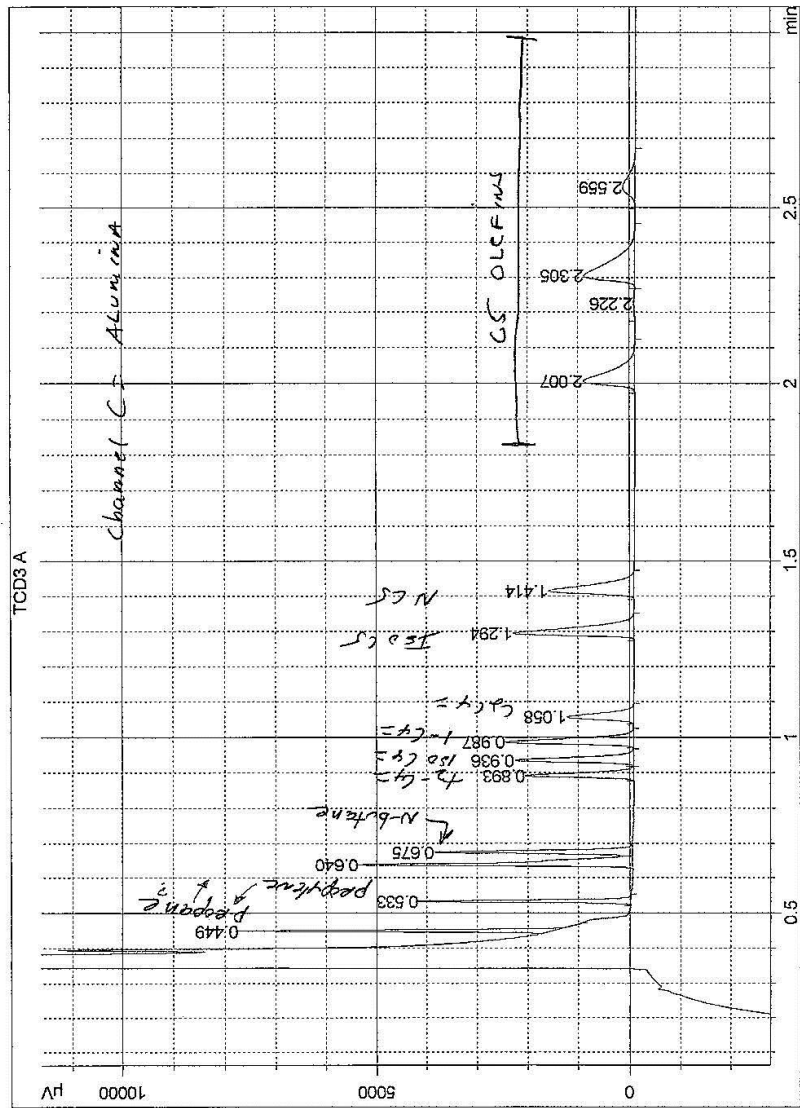 TCD3 A
µV
10000
5000
0
0.5
1
1.5
2
2.5
min
Channel C = ALUMINA
0.449
PROPANE
?
0.533
PROPYLENE
0.640
0.675
N-butane
0.893
t2-C4=
0.936
ISO C4=
0.987
1-C4=
1.058
C2C4=
1.294
ISO C5
1.414
N C5
2.007
2.226
2.305
2.559
C5 OLEFINS